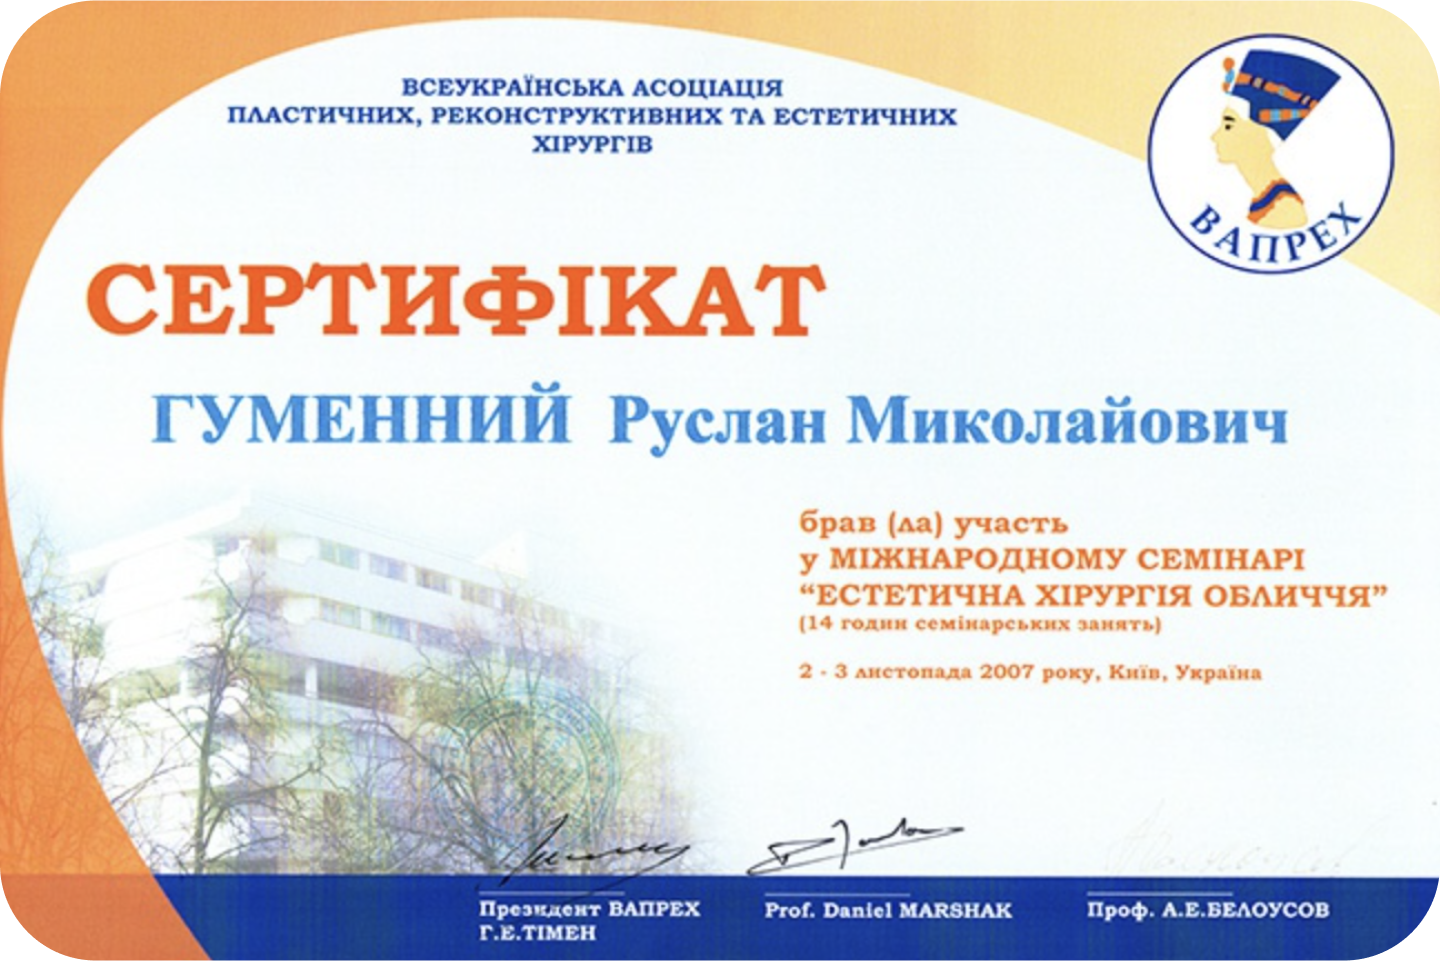 ВСЕУКРАЇНСЬКА АСОЦІАЦІЯ
ПЛАСТИЧНИХ, РЕКОНСТРУКТИВНИХ ТА ЕСТЕТИЧНИХ
ХІРУРГІВ
ВАПРЕХ
СЕРТИФІКАТ
ГУМЕННИЙ Руслан Миколайович
брав (ла) участь
у МІЖНАРОДНОМУ СЕМІНАРІ
“ЕСТЕТИЧНА ХІРУРГІЯ ОБЛИЧЧЯ”
(14 годин семінарських занять)
2 - 3 листопада 2007 року, Київ, Україна
Президент ВАПРЕХ
Г.Е.ТІМЕН
Prof. Daniel MARSHAK
Проф. А.Е.БЕЛОУСОВ